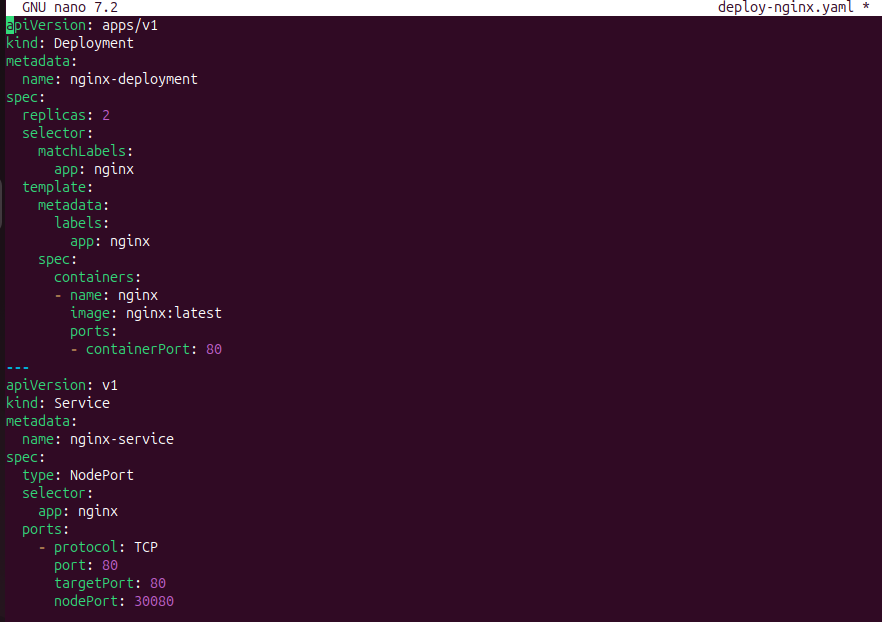 GNU nano 7.2 deploy-nginx.yaml *
apiVersion: apps/v1
kind: Deployment
metadata:
  name: nginx-deployment
spec:
  replicas: 2
  selector:
    matchLabels:
      app: nginx
  template:
    metadata:
      labels:
        app: nginx
    spec:
      containers:
      - name: nginx
        image: nginx:latest
        ports:
        - containerPort: 80
---
apiVersion: v1
kind: Service
metadata:
  name: nginx-service
spec:
  type: NodePort
  selector:
    app: nginx
  ports:
    - protocol: TCP
      port: 80
      targetPort: 80
      nodePort: 30080